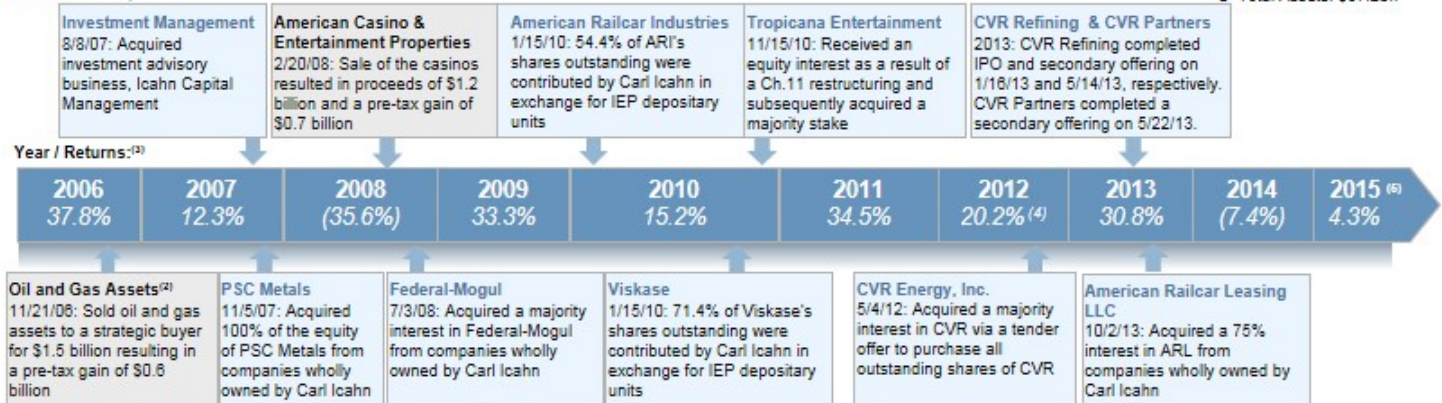 Investment Management
8/8/07: Acquired
investment advisory
business, Icahn Capital
Management
American Casino &
Entertainment Properties
2/20/08: Sale of the casinos
resulted in proceeds of $1.2
billion and a pre-tax gain of
$0.7 billion
American Railcar Industries
1/15/10: 54.4% of ARI's
shares outstanding were
contributed by Carl Icahn in
exchange for IEP depositary
units
Tropicana Entertainment
11/15/10: Received an
equity interest as a result of
a Ch.11 restructuring and
subsequently acquired a
majority stake
CVR Refining & CVR Partners
2013: CVR Refining completed
IPO and secondary offering on
1/16/13 and 5/14/13, respectively.
CVR Partners completed a
secondary offering on 5/22/13.
Year / Returns:(3)
2006
37.8%
2007
12.3%
2008
(35.6%)
2009
33.3%
2010
15.2%
2011
34.5%
2012
20.2% (4)
2013
30.8%
2014
(7.4%)
2015 (5)
4.3%
Oil and Gas Assets(2)
11/21/06: Sold oil and gas
assets to a strategic buyer
for $1.5 billion resulting in
a pre-tax gain of $0.6
billion
PSC Metals
11/5/07: Acquired
100% of the equity
of PSC Metals from
companies wholly
owned by Carl Icahn
Federal-Mogul
7/3/08: Acquired a majority
interest in Federal-Mogul
from companies wholly
owned by Carl Icahn
Viskase
1/15/10: 71.4% of Viskase's
shares outstanding were
contributed by Carl Icahn in
exchange for IEP depositary
units
CVR Energy, Inc.
5/4/12: Acquired a majority
interest in CVR via a tender
offer to purchase all
outstanding shares of CVR
American Railcar Leasing
LLC
10/2/13: Acquired a 75%
interest in ARL from
companies wholly owned by
Carl Icahn